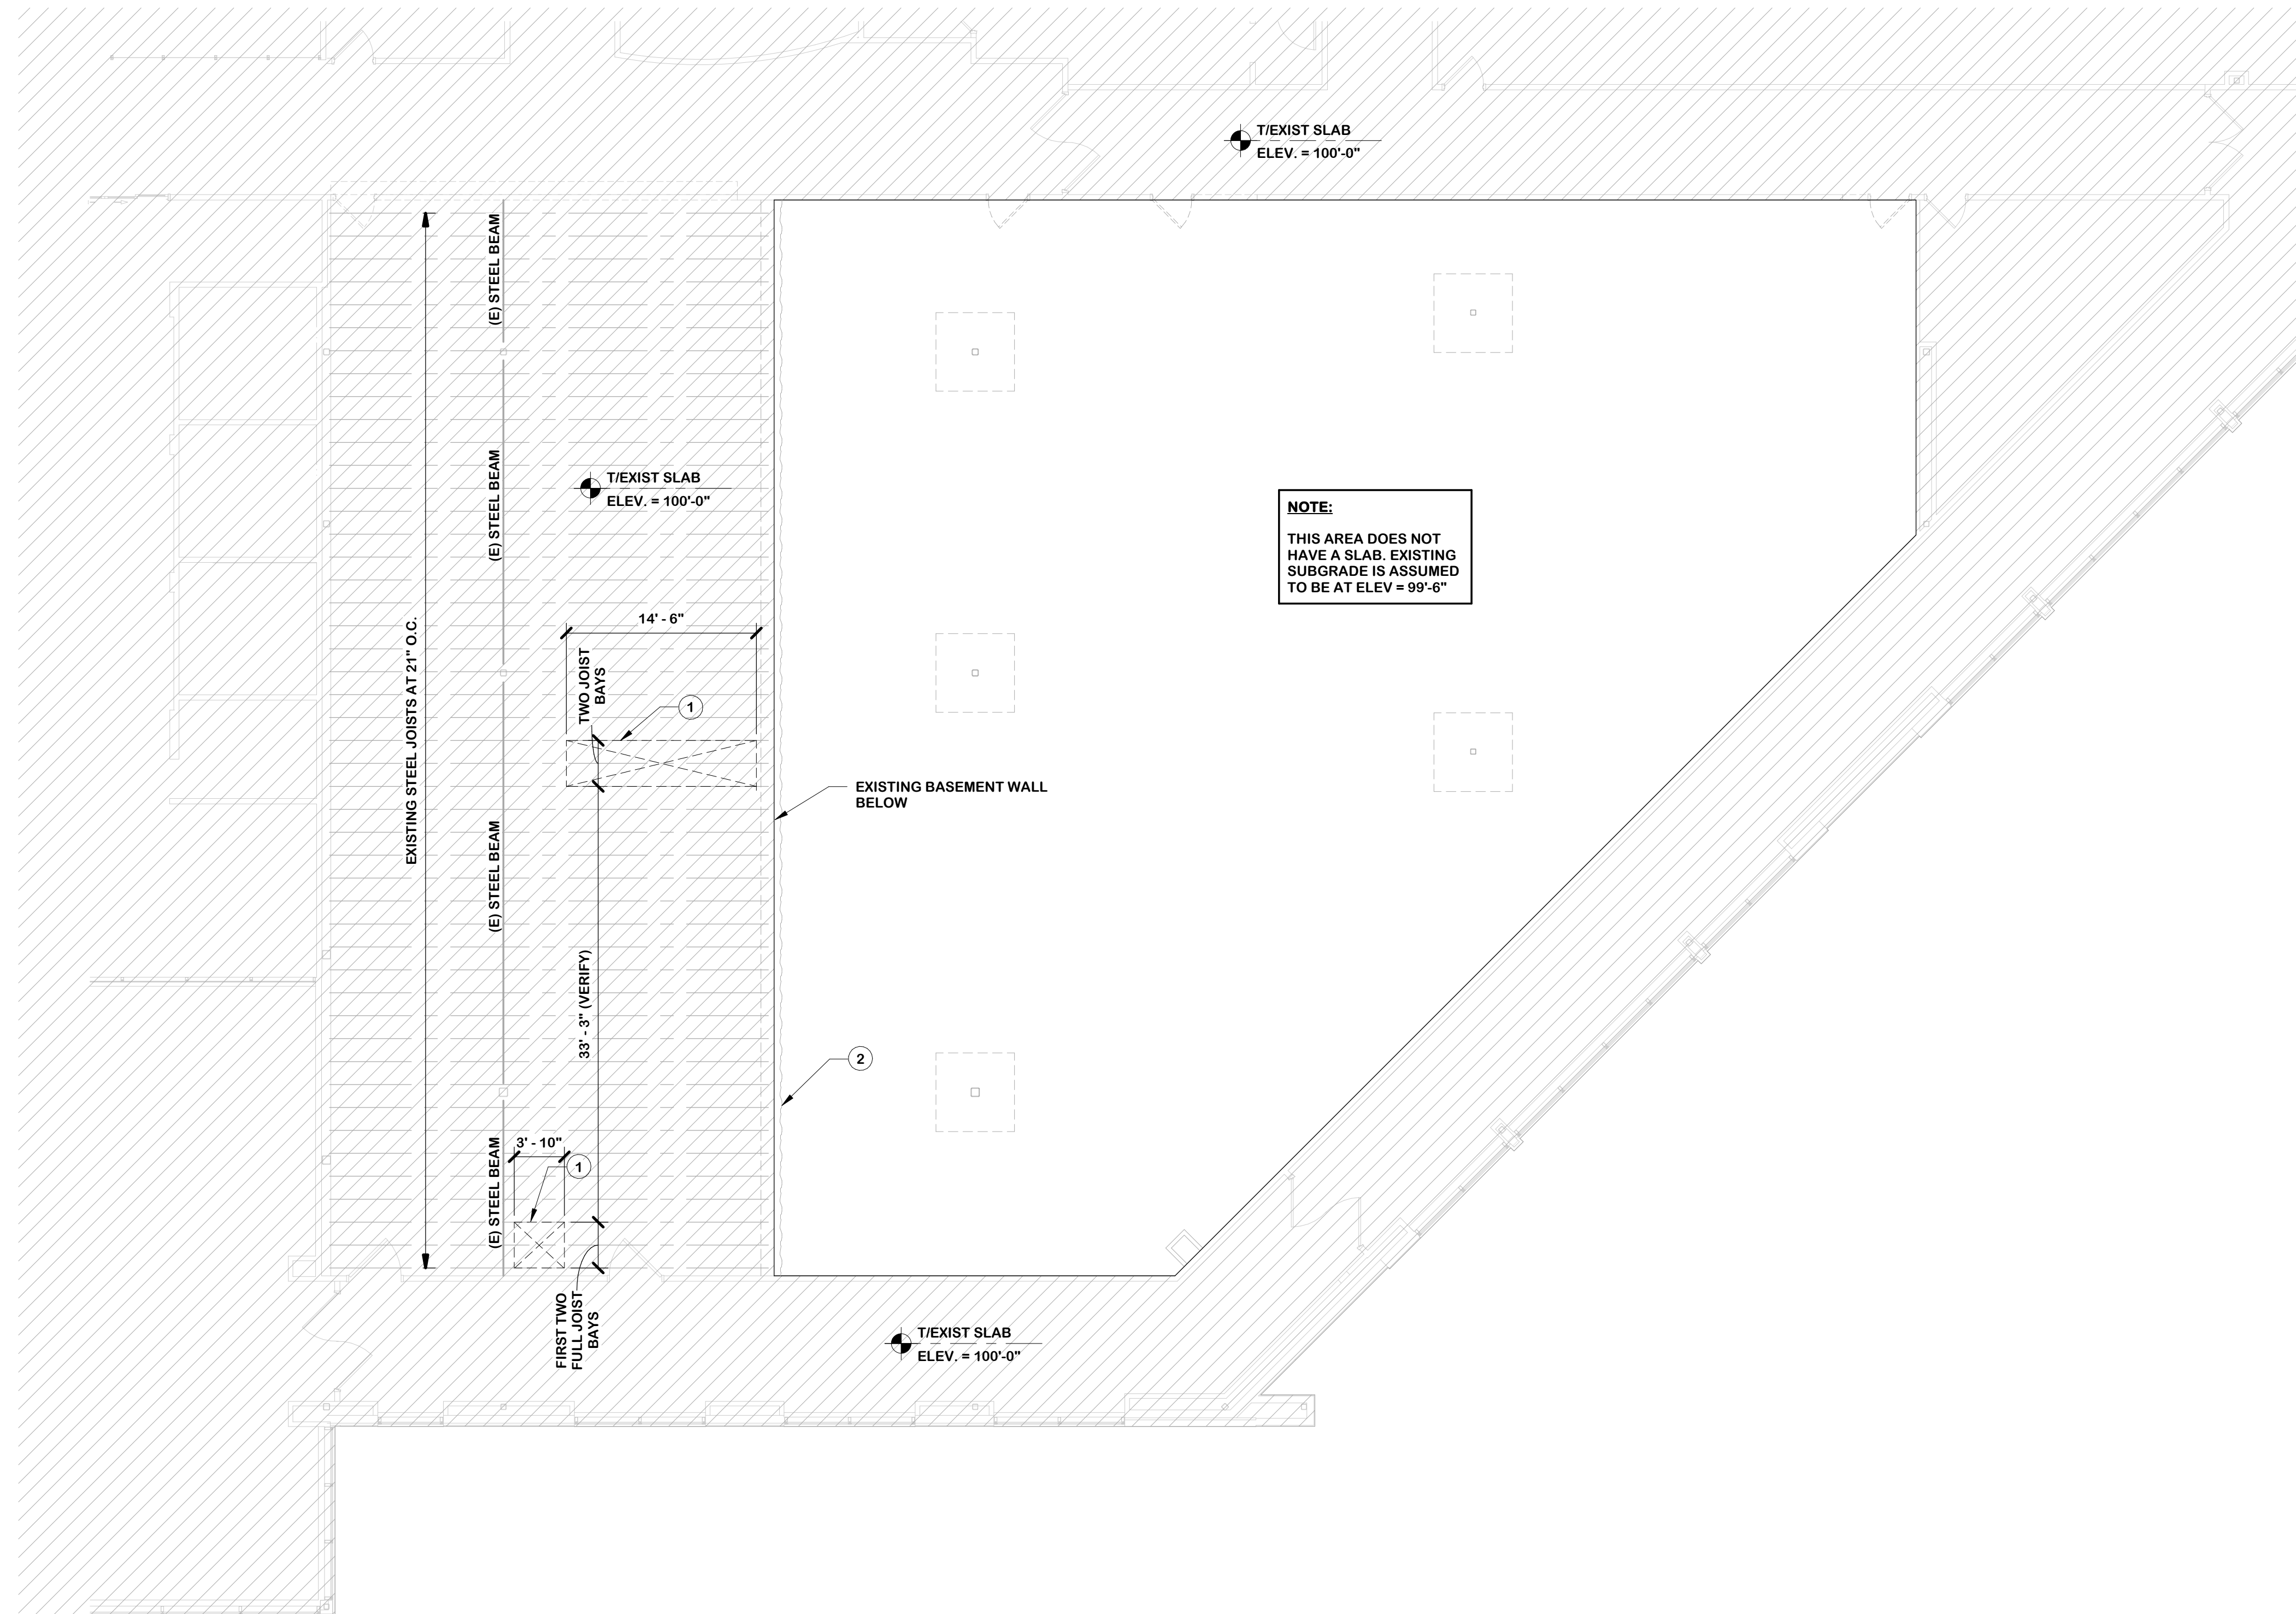 T/EXIST SLAB
ELEV. = 100'-0"
(E) STEEL BEAM
(E) STEEL BEAM
T/EXIST SLAB
ELEV. = 100'-0"
NOTE:
THIS AREA DOES NOT
HAVE A SLAB. EXISTING
SUBGRADE IS ASSUMED
TO BE AT ELEV = 99'-6"
EXISTING STEEL JOISTS AT 21" O.C.
14' - 6"
TWO JOIST
BAYS
1
EXISTING BASEMENT WALL
BELOW
(E) STEEL BEAM
33' - 3" (VERIFY)
2
(E) STEEL BEAM
3' - 10"
1
FIRST TWO
FULL JOIST
BAYS
T/EXIST SLAB
ELEV. = 100'-0"